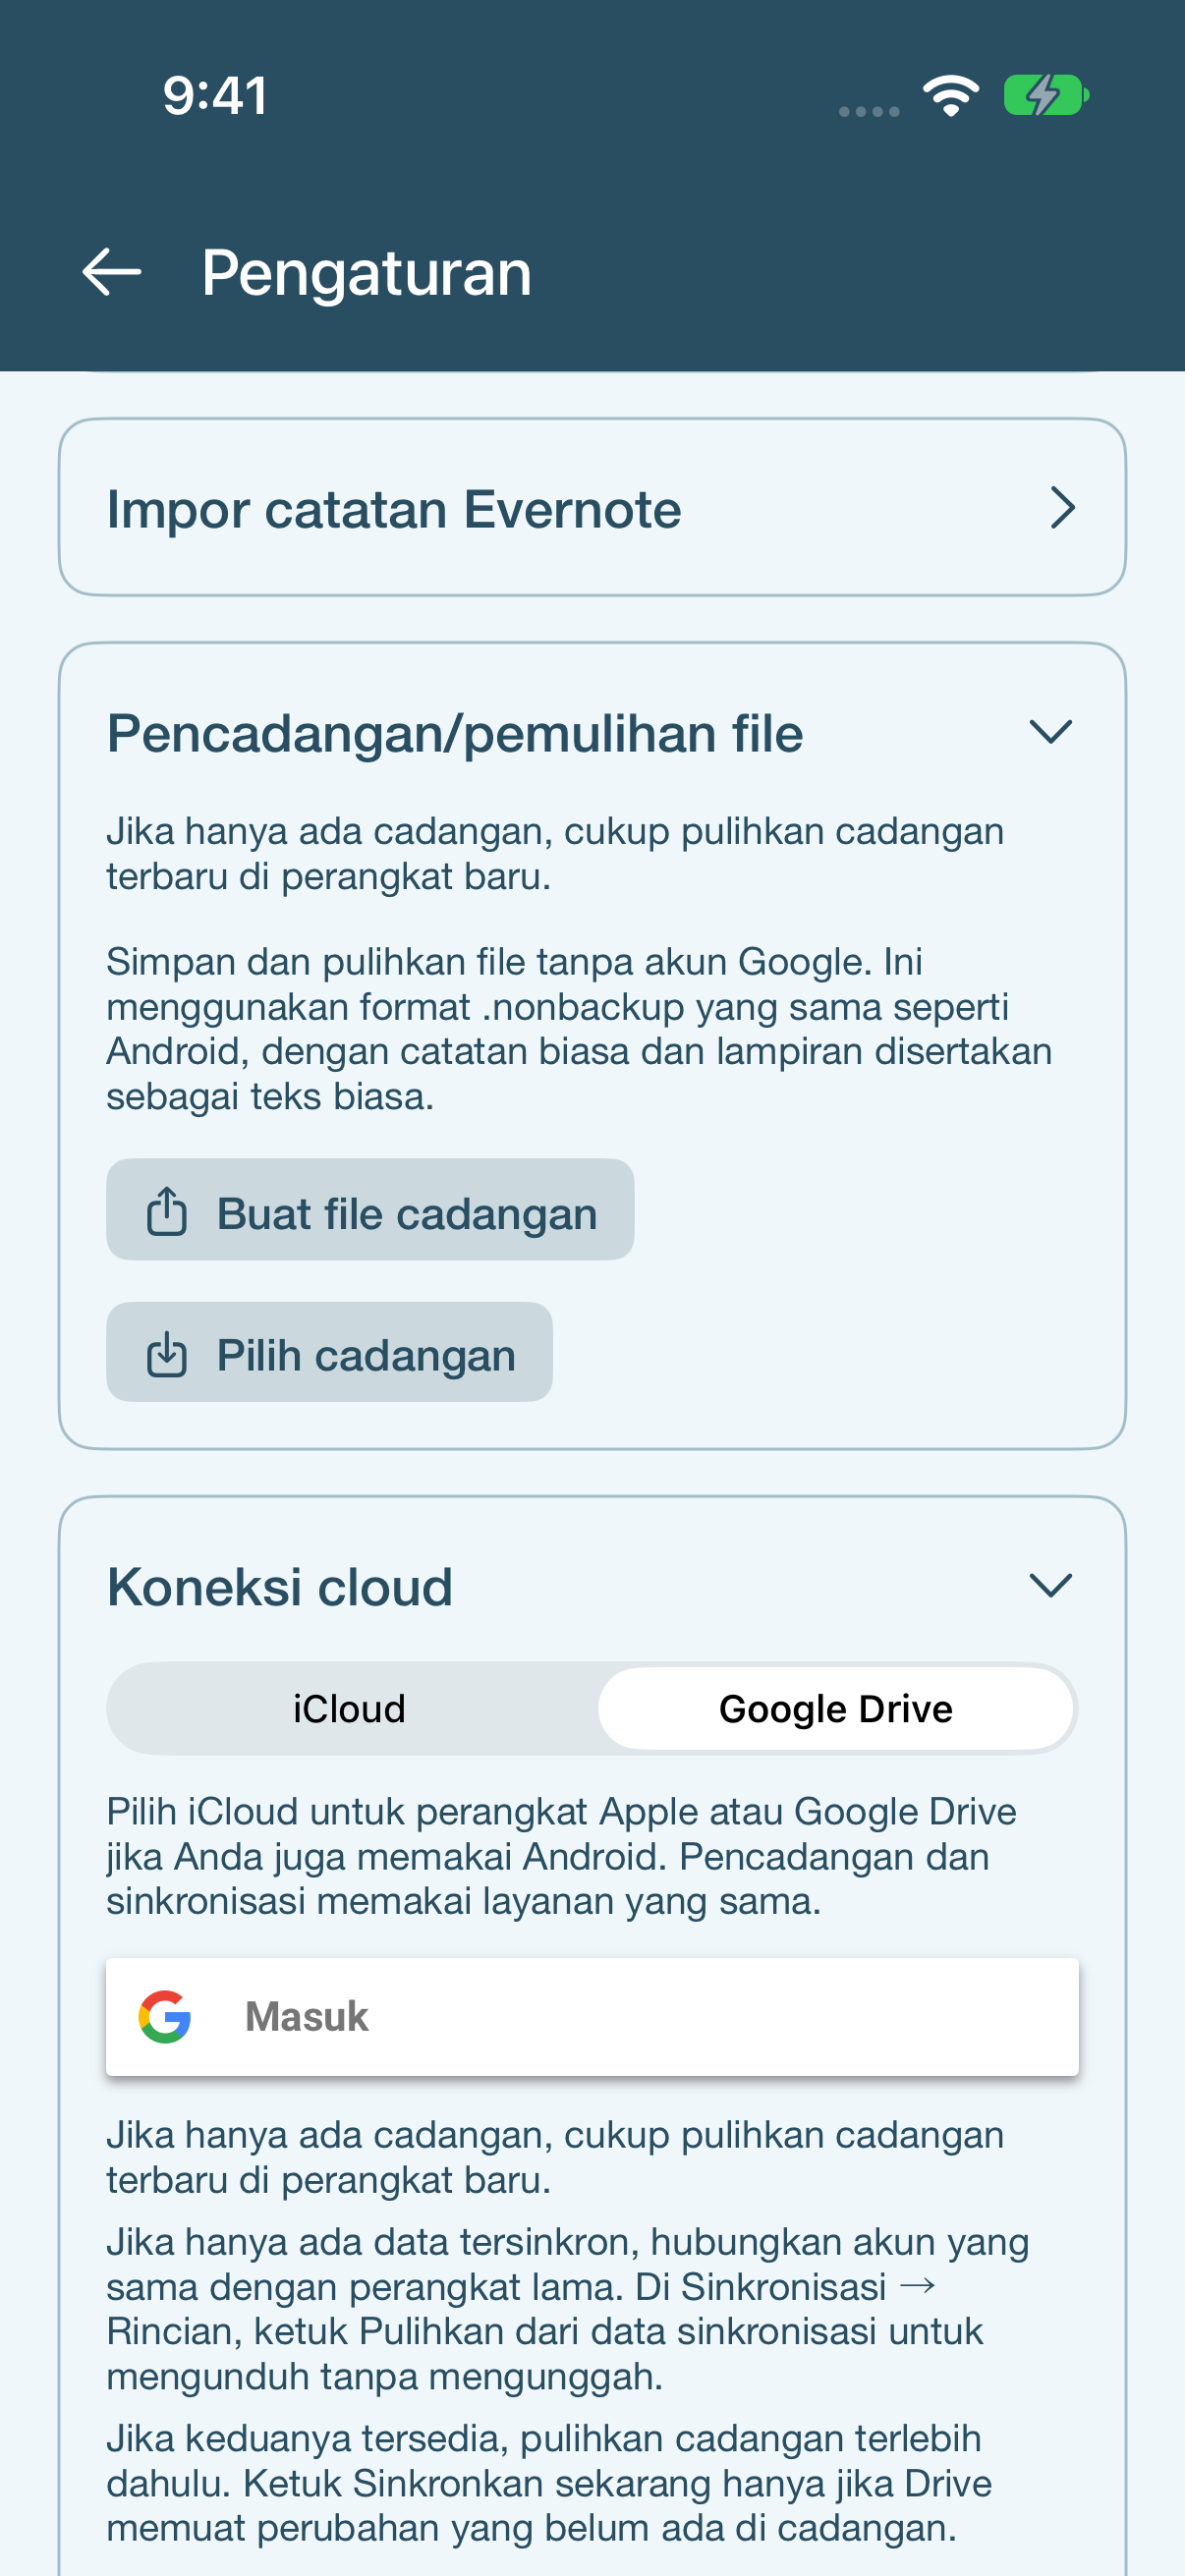 9:41
Pengaturan
Impor catatan Evernote
Pencadangan/pemulihan file
Jika hanya ada cadangan, cukup pulihkan cadangan
terbaru di perangkat baru.
Simpan dan pulihkan file tanpa akun Google. Ini
menggunakan format .nonbackup yang sama seperti
Android, dengan catatan biasa dan lampiran disertakan
sebagai teks biasa.
Buat file cadangan
Pilih cadangan
Koneksi cloud
iCloud
Google Drive
Pilih iCloud untuk perangkat Apple atau Google Drive
jika Anda juga memakai Android. Pencadangan dan
sinkronisasi memakai layanan yang sama.
Masuk
Jika hanya ada cadangan, cukup pulihkan cadangan
terbaru di perangkat baru.
Jika hanya ada data tersinkron, hubungkan akun yang
sama dengan perangkat lama. Di Sinkronisasi →
Rincian, ketuk Pulihkan dari data sinkronisasi untuk
mengunduh tanpa mengunggah.
Jika keduanya tersedia, pulihkan cadangan terlebih
dahulu. Ketuk Sinkronkan sekarang hanya jika Drive
memuat perubahan yang belum ada di cadangan.